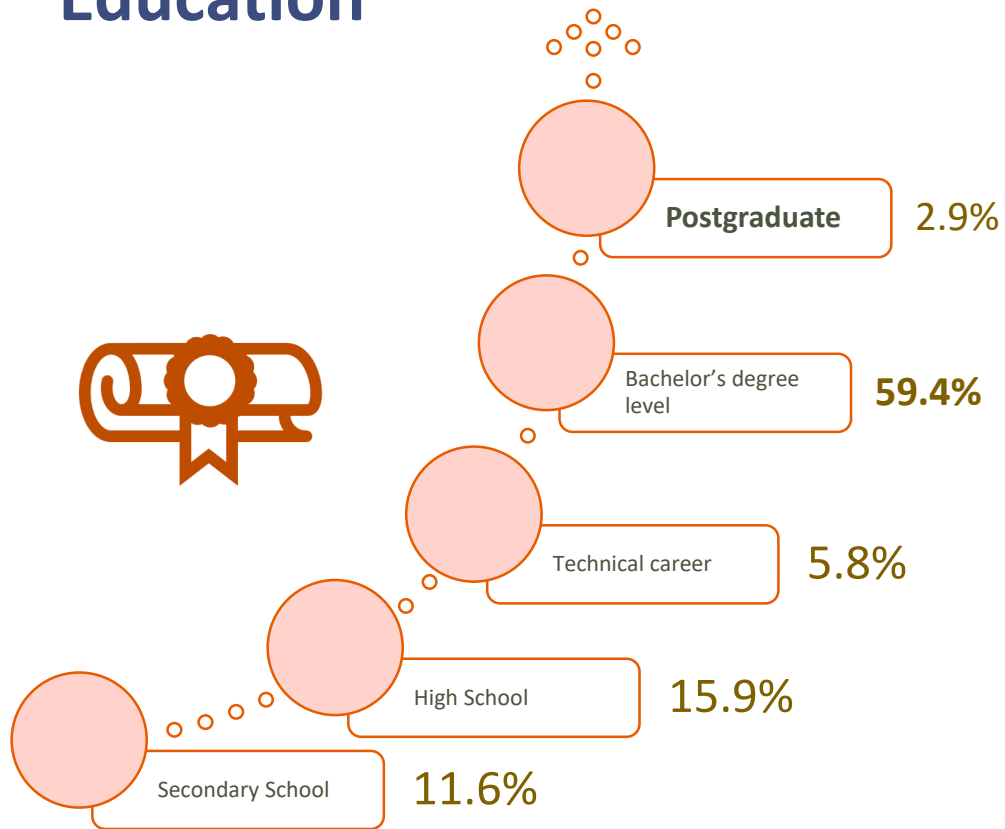 Education
Postgraduate
2.9%
Bachelor's degree
level
59.4%
Technical career
5.8%
High School
15.9%
Secondary School
11.6%